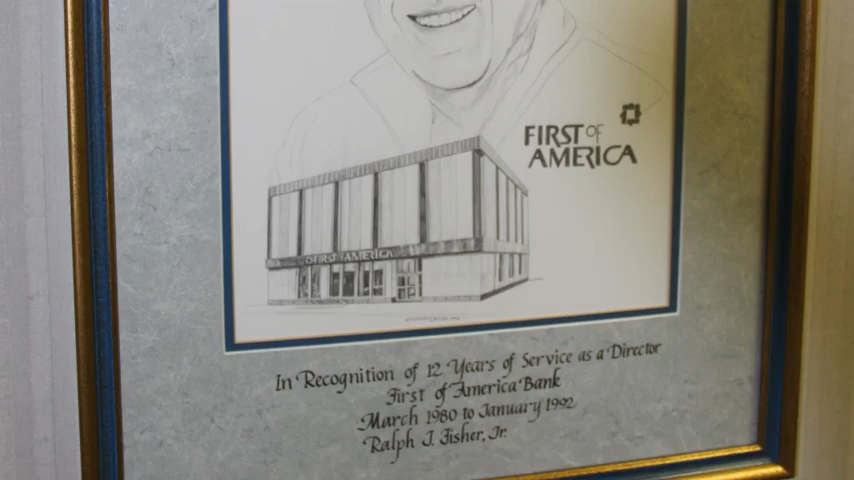 FIRST OF
AMERICA
FIRST OF AMERICA
In Recognition of 12 Years of Service as a Director
First of America Bank
March 1980 to January 1992
Ralph J. Fisher, Jr.